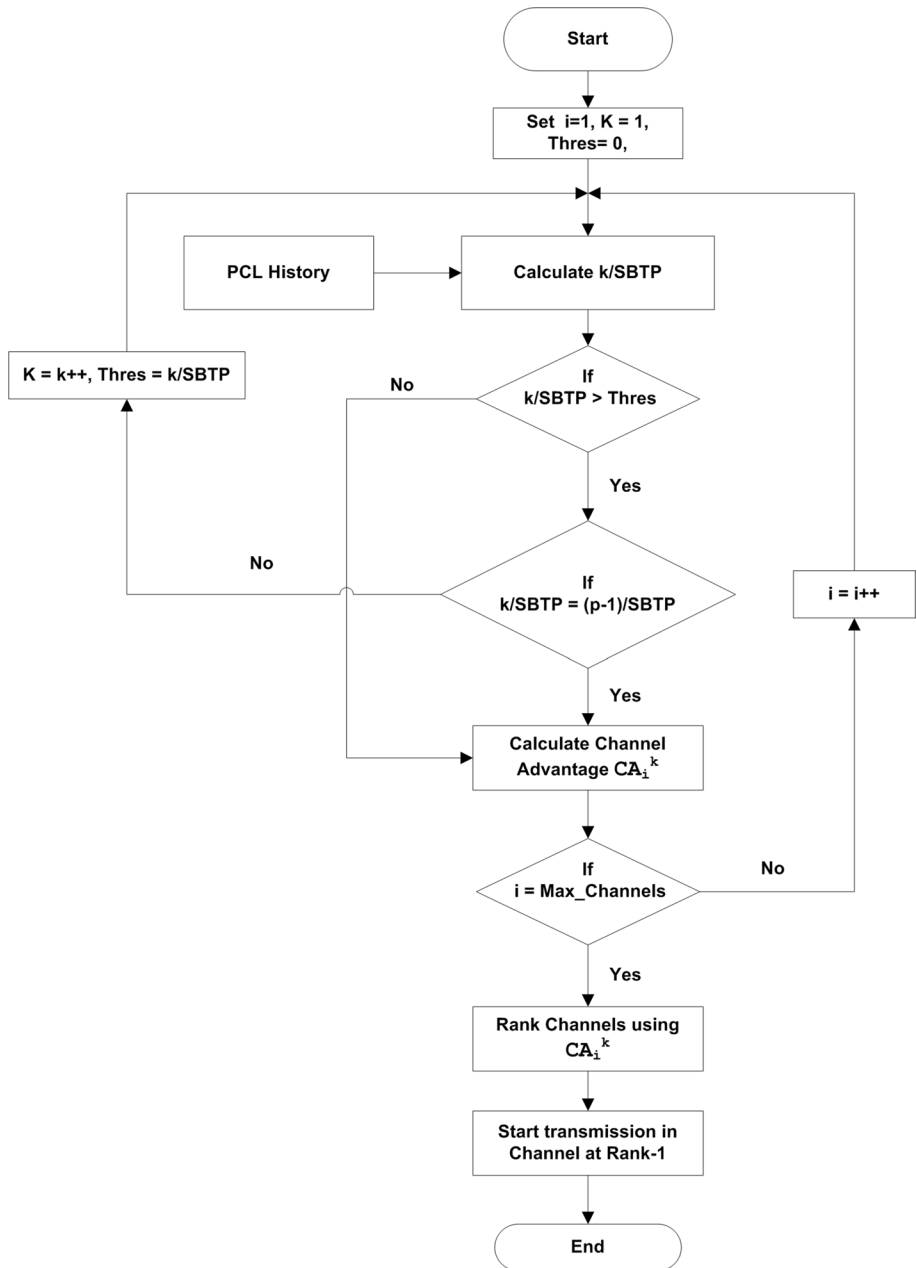 Start
Set i=1, K = 1,
Thres= 0,
PCL History
Calculate k/SBTP
K = k++, Thres = k/SBTP
If
k/SBTP > Thres
No
Yes
If
k/SBTP = (p-1)/SBTP
No
i = i++
Yes
Calculate Channel
Advantage CAᵢᵏ
If
i = Max_Channels
No
Yes
Rank Channels using
CAᵢᵏ
Start transmission in
Channel at Rank-1
End